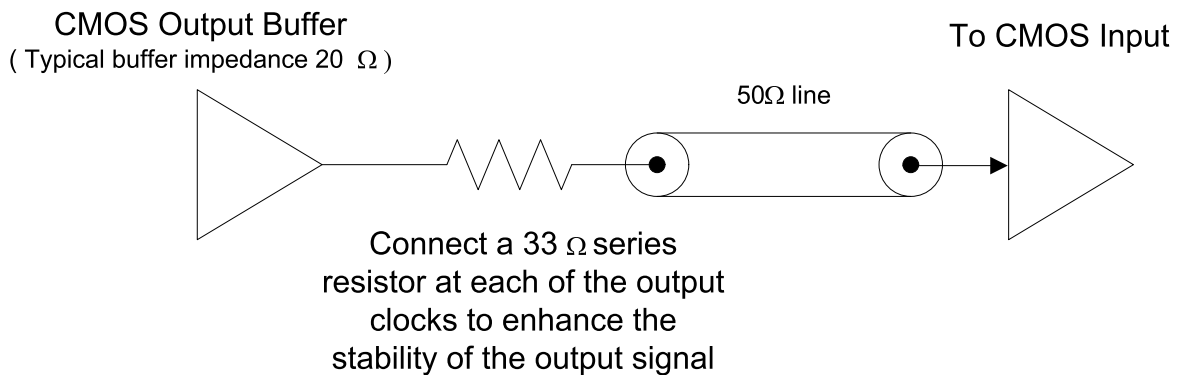 CMOS Output Buffer
( Typical buffer impedance 20 Ω )
To CMOS Input
50Ω line
Connect a 33 Ω series
resistor at each of the output
clocks to enhance the
stability of the output signal